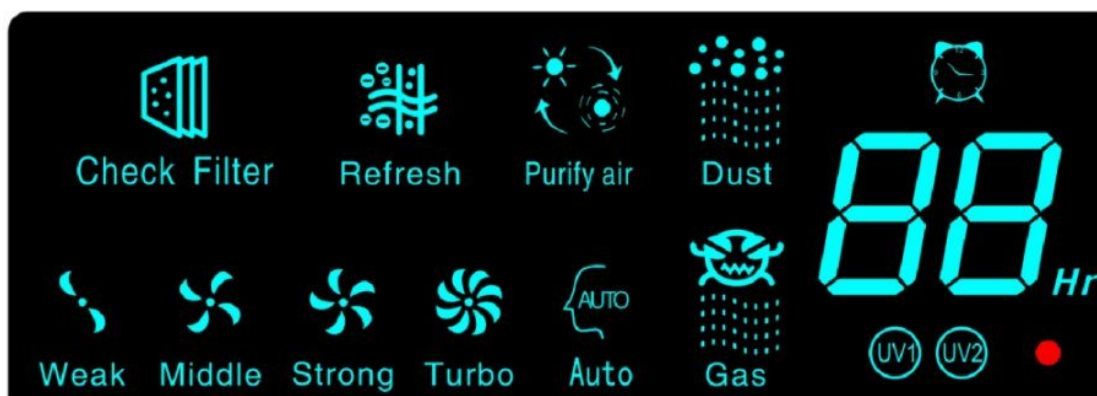 Check Filter
Refresh
Purify air
Dust
88
Hr
Weak
Middle
Strong
Turbo
AUTO
Auto
Gas
UV1
UV2